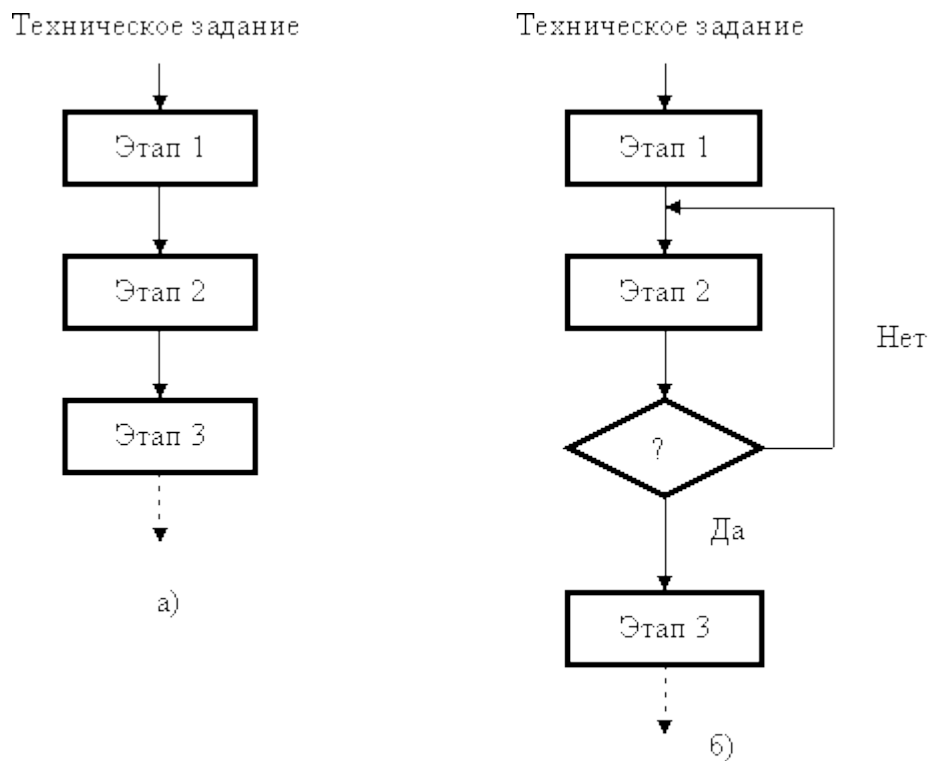 Техническое задание
Этап 1
Этап 2
Этап 3
а)
Техническое задание
Этап 1
Этап 2
Нет
?
Да
Этап 3
б)